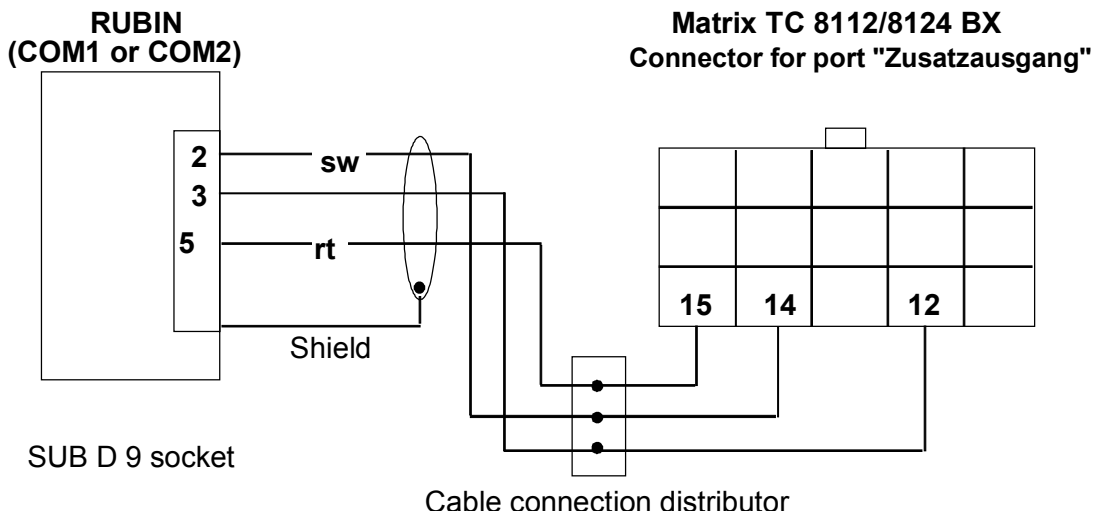 RUBIN
(COM1 or COM2)
Matrix TC 8112/8124 BX
Connector for port "Zusatzausgang"
2
sw
3
5
rt
15
14
12
Shield
SUB D 9 socket
Cable connection distributor